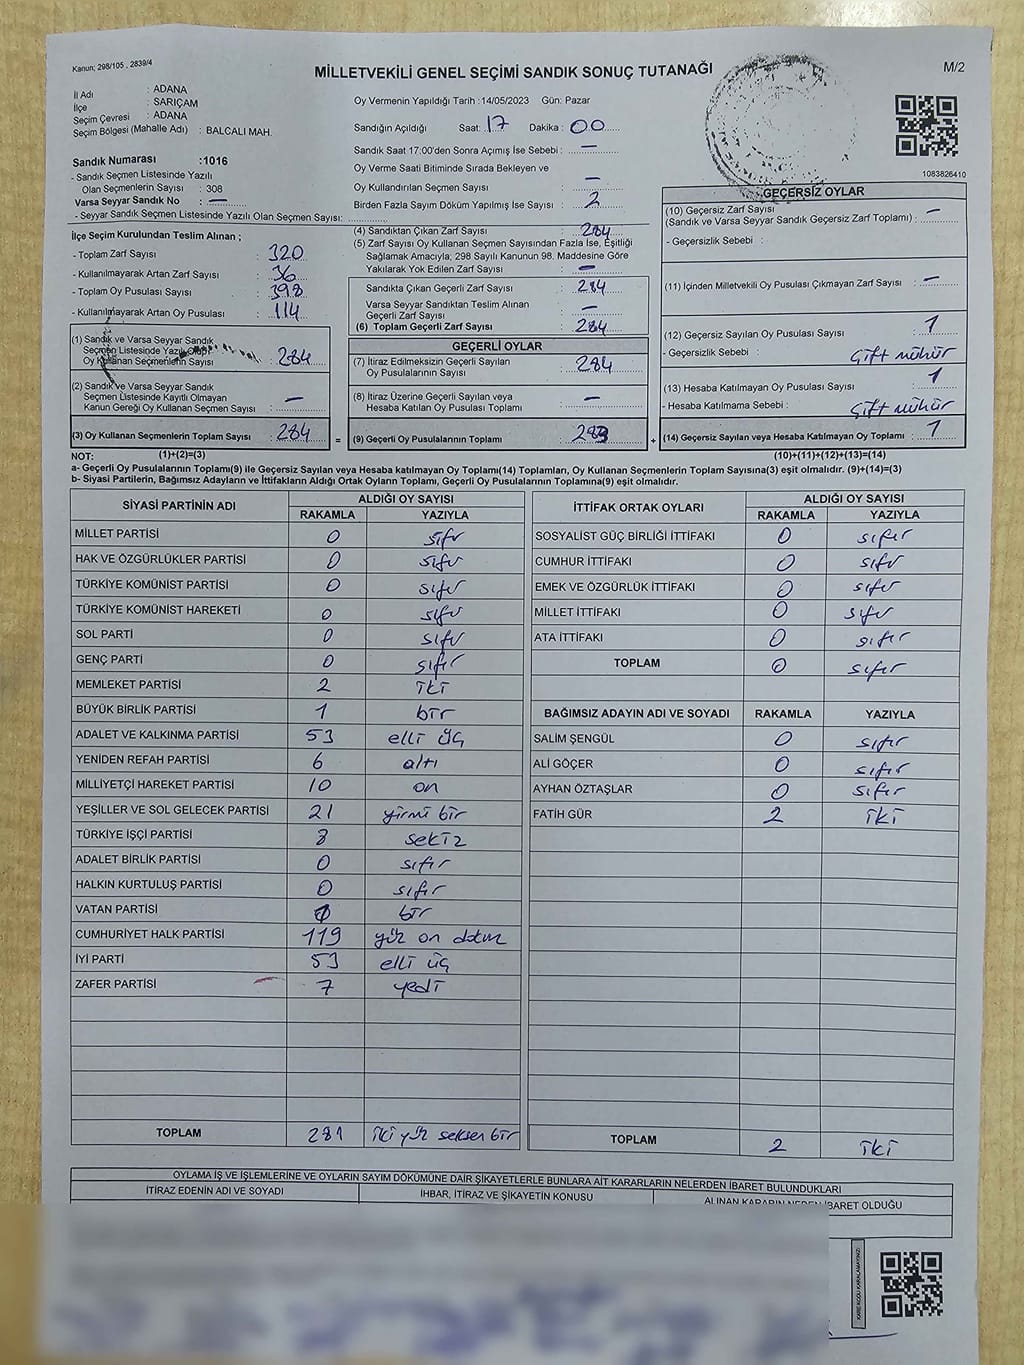 Kanun; 298/105 , 2839/4
MİLLETVEKİLİ GENEL SEÇİMİ SANDIK SONUÇ TUTANAĞI
M/2
İl Adı : ADANA
İlçe : SARIÇAM
Seçim Çevresi : ADANA
Seçim Bölgesi (Mahalle Adı) : BALCALI MAH.
Sandık Numarası :1016
- Sandık Seçmen Listesinde Yazılı
Olan Seçmenlerin Sayısı : 308
Varsa Seyyar Sandık No : —
- Seyyar Sandık Seçmen Listesinde Yazılı Olan Seçmen Sayısı:
Oy Vermenin Yapıldığı Tarih :14/05/2023 Gün: Pazar
Sandığın Açıldığı Saat: 17 Dakika : 00
Sandık Saat 17:00'den Sonra Açımış İse Sebebi : —
Oy Verme Saati Bitiminde Sırada Bekleyen ve
Oy Kullandırılan Seçmen Sayısı : —
Birden Fazla Sayım Döküm Yapılmış İse Sayısı : 2
1083826410
İlçe Seçim Kurulundan Teslim Alınan ;
- Toplam Zarf Sayısı : 320
- Kullanılmayarak Artan Zarf Sayısı : 36
- Toplam Oy Pusulası Sayısı : 398
- Kullanılmayarak Artan Oy Pusulası : 114
(1) Sandık ve Varsa Seyyar Sandık
Seçmen Listesinde Yazılı Olup
Oy Kullanan Seçmenlerin Sayısı : 284
(2) Sandık ve Varsa Seyyar Sandık
Seçmen Listesinde Kayıtlı Olmayan
Kanun Gereği Oy Kullanan Seçmen Sayısı : —
(3) Oy Kullanan Seçmenlerin Toplam Sayısı : 284 =
(4) Sandıktan Çıkan Zarf Sayısı : 284
(5) Zarf Sayısı Oy Kullanan Seçmen Sayısından Fazla İse, Eşitliği
Sağlamak Amacıyla, 298 Sayılı Kanunun 98. Maddesine Göre
Yakılarak Yok Edilen Zarf Sayısı : —
Sandıkta Çıkan Geçerli Zarf Sayısı : 284
Varsa Seyyar Sandıktan Teslim Alınan
Geçerli Zarf Sayısı : —
(6) Toplam Geçerli Zarf Sayısı : 284
GEÇERLİ OYLAR
(7) İtiraz Edilmeksizin Geçerli Sayılan
Oy Pusulalarının Sayısı : 284
(8) İtiraz Üzerine Geçerli Sayılan veya
Hesaba Katılan Oy Pusulaları Toplamı : —
(9) Geçerli Oy Pusulalarının Toplamı : 283 +
GEÇERSİZ OYLAR
(10) Geçersiz Zarf Sayısı
(Sandık ve Varsa Seyyar Sandık Geçersiz Zarf Toplamı) : —
- Geçersizlik Sebebi :
(11) İçinden Milletvekili Oy Pusulası Çıkmayan Zarf Sayısı : —
(12) Geçersiz Sayılan Oy Pusulası Sayısı : 1
- Geçersizlik Sebebi : Çift mühür
(13) Hesaba Katılmayan Oy Pusulası Sayısı : 1
- Hesaba Katılmama Sebebi : Çift mühür
(14) Geçersiz Sayılan veya Hesaba Katılmayan Oy Toplamı : 1
NOT: (1)+(2)=(3) (10)+(11)+(12)+(13)=(14)
a- Geçerli Oy Pusulalarının Toplamı(9) ile Geçersiz Sayılan veya Hesaba katılmayan Oy Toplamı(14) Toplamları, Oy Kullanan Seçmenlerin Toplam Sayısına(3) eşit olmalıdır. (9)+(14)=(3)
b- Siyasi Partilerin, Bağımsız Adayların ve İttifakların Aldığı Ortak Oyların Toplamı, Geçerli Oy Pusulalarının Toplamına(9) eşit olmalıdır.
SİYASİ PARTİNİN ADI ALDIĞI OY SAYISI
RAKAMLA YAZIYLA
MİLLET PARTİSİ 0 sıfır
HAK VE ÖZGÜRLÜKLER PARTİSİ 0 sıfır
TÜRKİYE KOMÜNİST PARTİSİ 0 sıfır
TÜRKİYE KOMÜNİST HAREKETİ 0 sıfır
SOL PARTİ 0 sıfır
GENÇ PARTİ 0 sıfır
MEMLEKET PARTİSİ 2 iki
BÜYÜK BİRLİK PARTİSİ 1 bir
ADALET VE KALKINMA PARTİSİ 53 elli üç
YENİDEN REFAH PARTİSİ 6 altı
MİLLİYETÇİ HAREKET PARTİSİ 10 on
YEŞİLLER VE SOL GELECEK PARTİSİ 21 yirmi bir
TÜRKİYE İŞÇİ PARTİSİ 8 sekiz
ADALET BİRLİK PARTİSİ 0 sıfır
HALKIN KURTULUŞ PARTİSİ 0 sıfır
VATAN PARTİSİ 1 bir
CUMHURİYET HALK PARTİSİ 119 yüz on dokuz
İYİ PARTİ 53 elli üç
ZAFER PARTİSİ 7 yedi
TOPLAM 281 iki yüz seksen bir
İTTİFAK ORTAK OYLARI ALDIĞI OY SAYISI
RAKAMLA YAZIYLA
SOSYALİST GÜÇ BİRLİĞİ İTTİFAKI 0 sıfır
CUMHUR İTTİFAKI 0 sıfır
EMEK VE ÖZGÜRLÜK İTTİFAKI 0 sıfır
MİLLET İTTİFAKI 0 sıfır
ATA İTTİFAKI 0 sıfır
TOPLAM 0 sıfır
BAĞIMSIZ ADAYIN ADI VE SOYADI RAKAMLA YAZIYLA
SALİM ŞENGÜL 0 sıfır
ALİ GÖÇER 0 sıfır
AYHAN ÖZTAŞLAR 0 sıfır
FATİH GÜR 2 iki
TOPLAM 2 iki
OYLAMA İŞ VE İŞLEMLERİNE VE OYLARIN SAYIM DÖKÜMÜNE DAİR ŞİKAYETLERLE BUNLARA AİT KARARLARIN NELERDEN İBARET BULUNDUKLARI
İTİRAZ EDENİN ADI VE SOYADI İHBAR, İTİRAZ VE ŞİKAYETİN KONUSU ALINAN KARARIN NEDEN İBARET OLDUĞU
KARE KODU KARALAMAYINIZ!